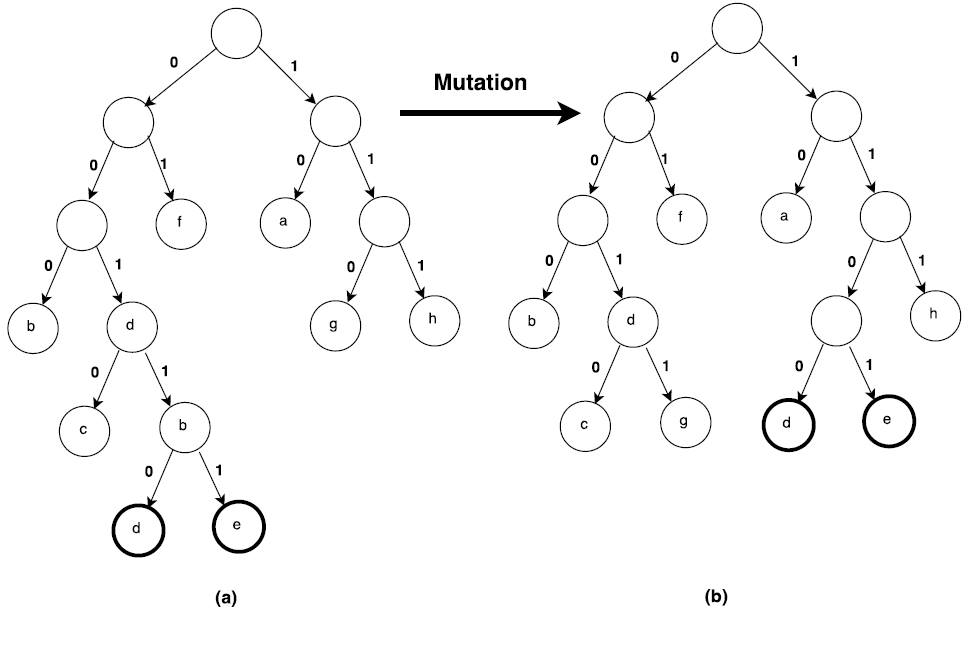 0 1 0 1
Mutation
0 1 0 1 0 1 0 1
f a f a
0 1 0 1 0 1 0 1
b d g h b d h
0 1 0 1 0 1
c b c g d e
0 1
d e
(a) (b)